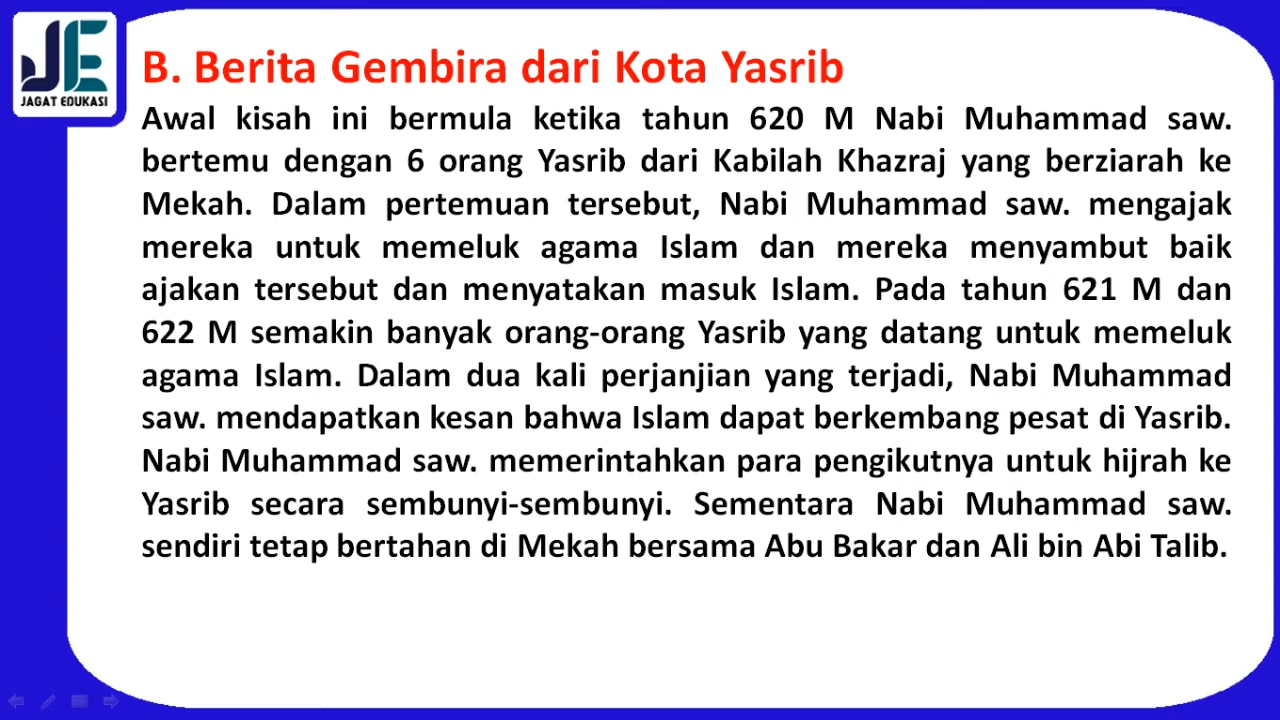 JE
JAGAT EDUKASI
B. Berita Gembira dari Kota Yasrib
Awal kisah ini bermula ketika tahun 620 M Nabi Muhammad saw.
bertemu dengan 6 orang Yasrib dari Kabilah Khazraj yang berziarah ke
Mekah. Dalam pertemuan tersebut, Nabi Muhammad saw. mengajak
mereka untuk memeluk agama Islam dan mereka menyambut baik
ajakan tersebut dan menyatakan masuk Islam. Pada tahun 621 M dan
622 M semakin banyak orang-orang Yasrib yang datang untuk memeluk
agama Islam. Dalam dua kali perjanjian yang terjadi, Nabi Muhammad
saw. mendapatkan kesan bahwa Islam dapat berkembang pesat di Yasrib.
Nabi Muhammad saw. memerintahkan para pengikutnya untuk hijrah ke
Yasrib secara sembunyi-sembunyi. Sementara Nabi Muhammad saw.
sendiri tetap bertahan di Mekah bersama Abu Bakar dan Ali bin Abi Talib.